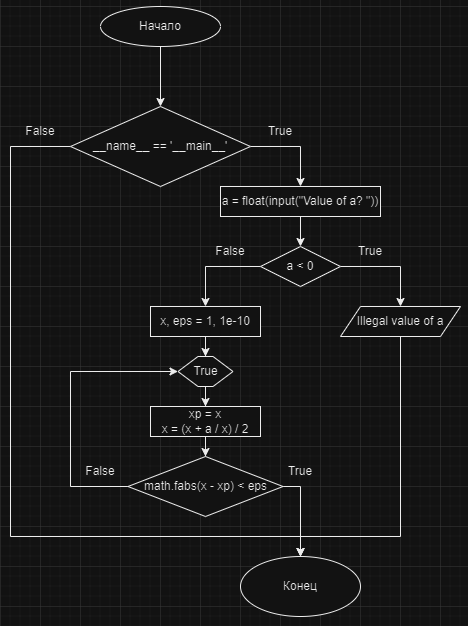 Начало
False
True
__name__ == '__main__'
a = float(input("Value of a? "))
False
True
a < 0
x, eps = 1, 1e-10
Illegal value of a
True
xp = x
x = (x + a / x) / 2
False
True
math.fabs(x - xp) < eps
Конец